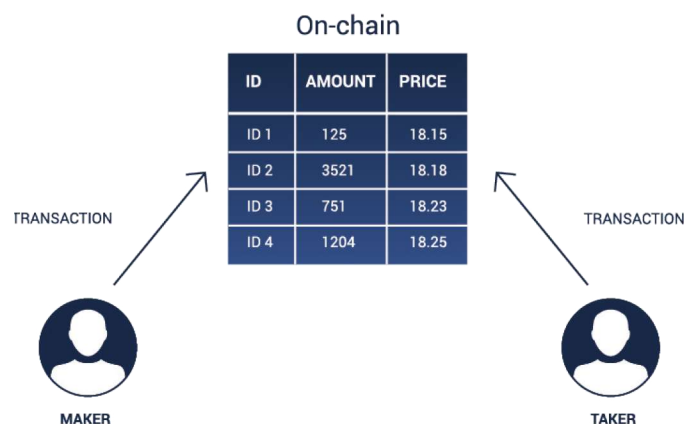 On-chain
ID AMOUNT PRICE
ID 1 125 18.15
ID 2 3521 18.18
ID 3 751 18.23
ID 4 1204 18.25
TRANSACTION
TRANSACTION
MAKER
TAKER